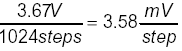 3.67V / 1024steps = 3.58 mV / step